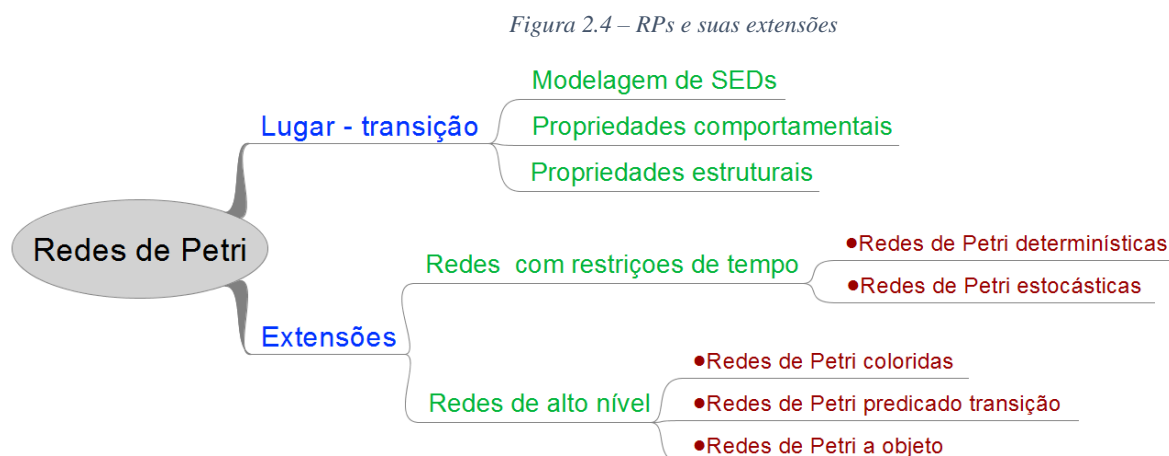 Figura 2.4 – RPs e suas extensões
Modelagem de SEDs
Lugar - transição
Propriedades comportamentais
Propriedades estruturais
Redes de Petri
Redes com restriçoes de tempo
●Redes de Petri determinísticas
●Redes de Petri estocásticas
Extensões
Redes de alto nível
●Redes de Petri coloridas
●Redes de Petri predicado transição
●Redes de Petri a objeto